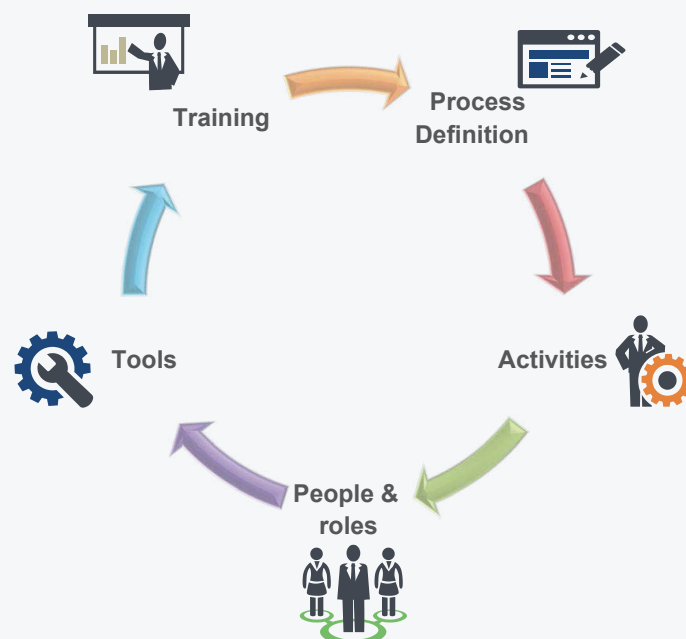 Training
Process
Definition
Activities
People &
roles
Tools